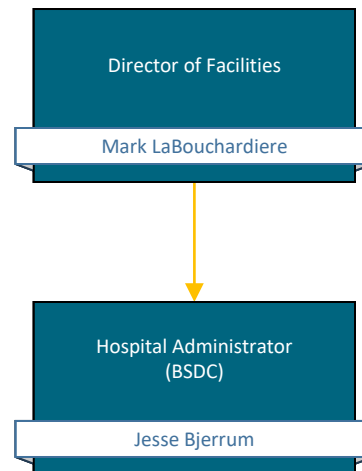 Director of Facilities
Mark LaBouchardiere
Hospital Administrator
(BSDC)
Jesse Bjerrum